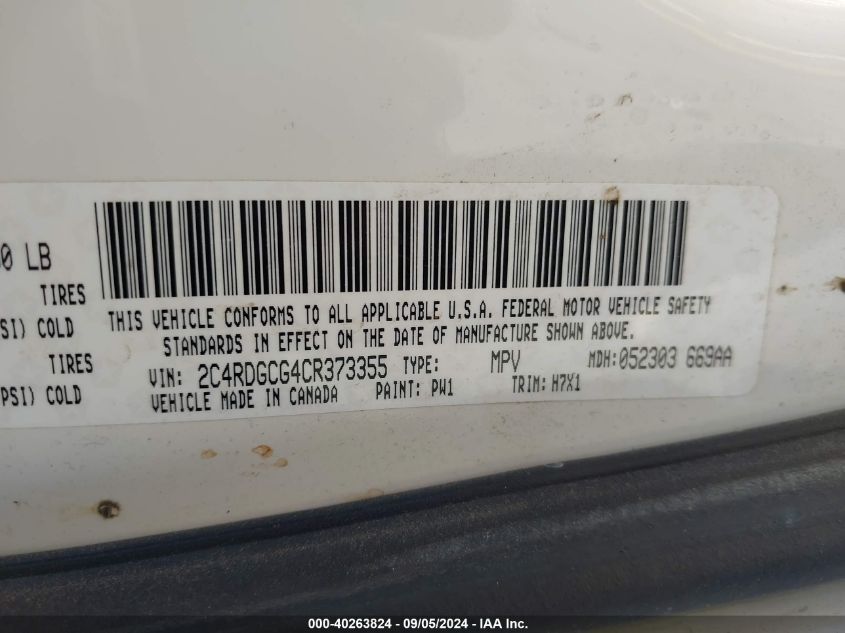 0 LB
TIRES
SI) COLD
TIRES
PSI) COLD
THIS VEHICLE CONFORMS TO ALL APPLICABLE U.S.A. FEDERAL MOTOR VEHICLE SAFETY
STANDARDS IN EFFECT ON THE DATE OF MANUFACTURE SHOWN ABOVE.
VIN: 2C4RDGCG4CR373355 TYPE: MPV MDH:052303 669AA
VEHICLE MADE IN CANADA PAINT: PW1 TRIM: H7X1
000-40263824 - 09/05/2024 - IAA Inc.